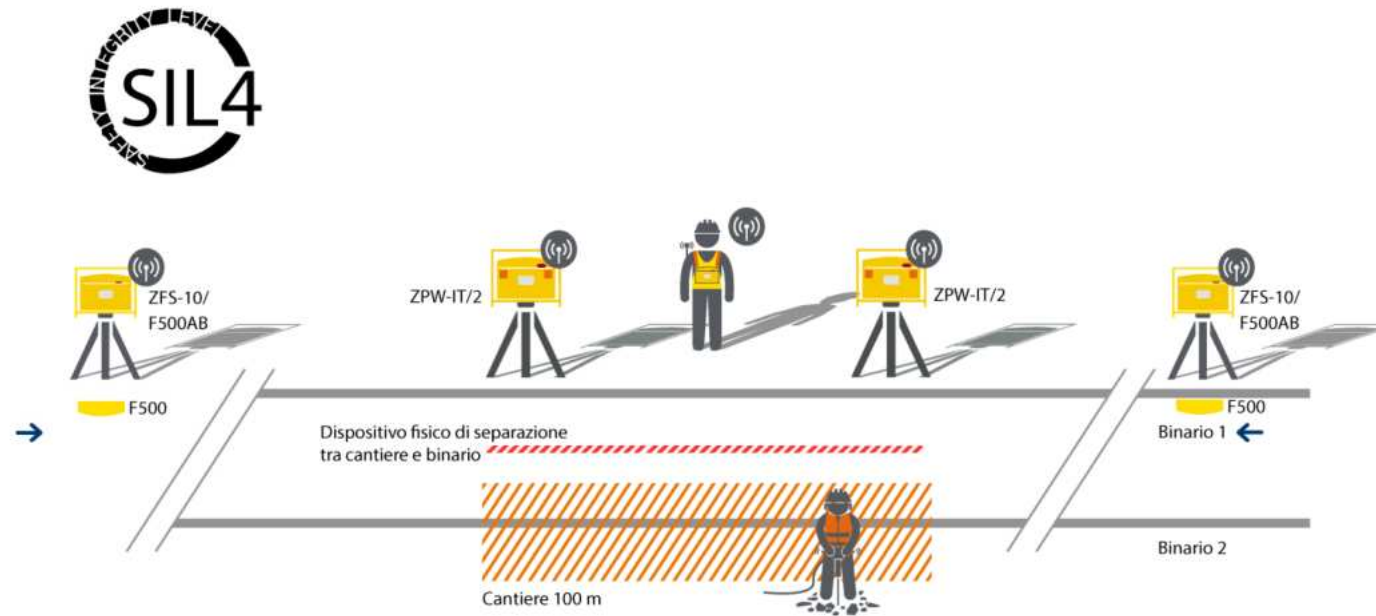 SAFETY INTEGRITY LEVEL
SIL4
ZFS-10/
F500AB
ZPW-IT/2
ZPW-IT/2
ZFS-10/
F500AB
F500
F500
Dispositivo fisico di separazione
tra cantiere e binario
Binario 1
Binario 2
Cantiere 100 m